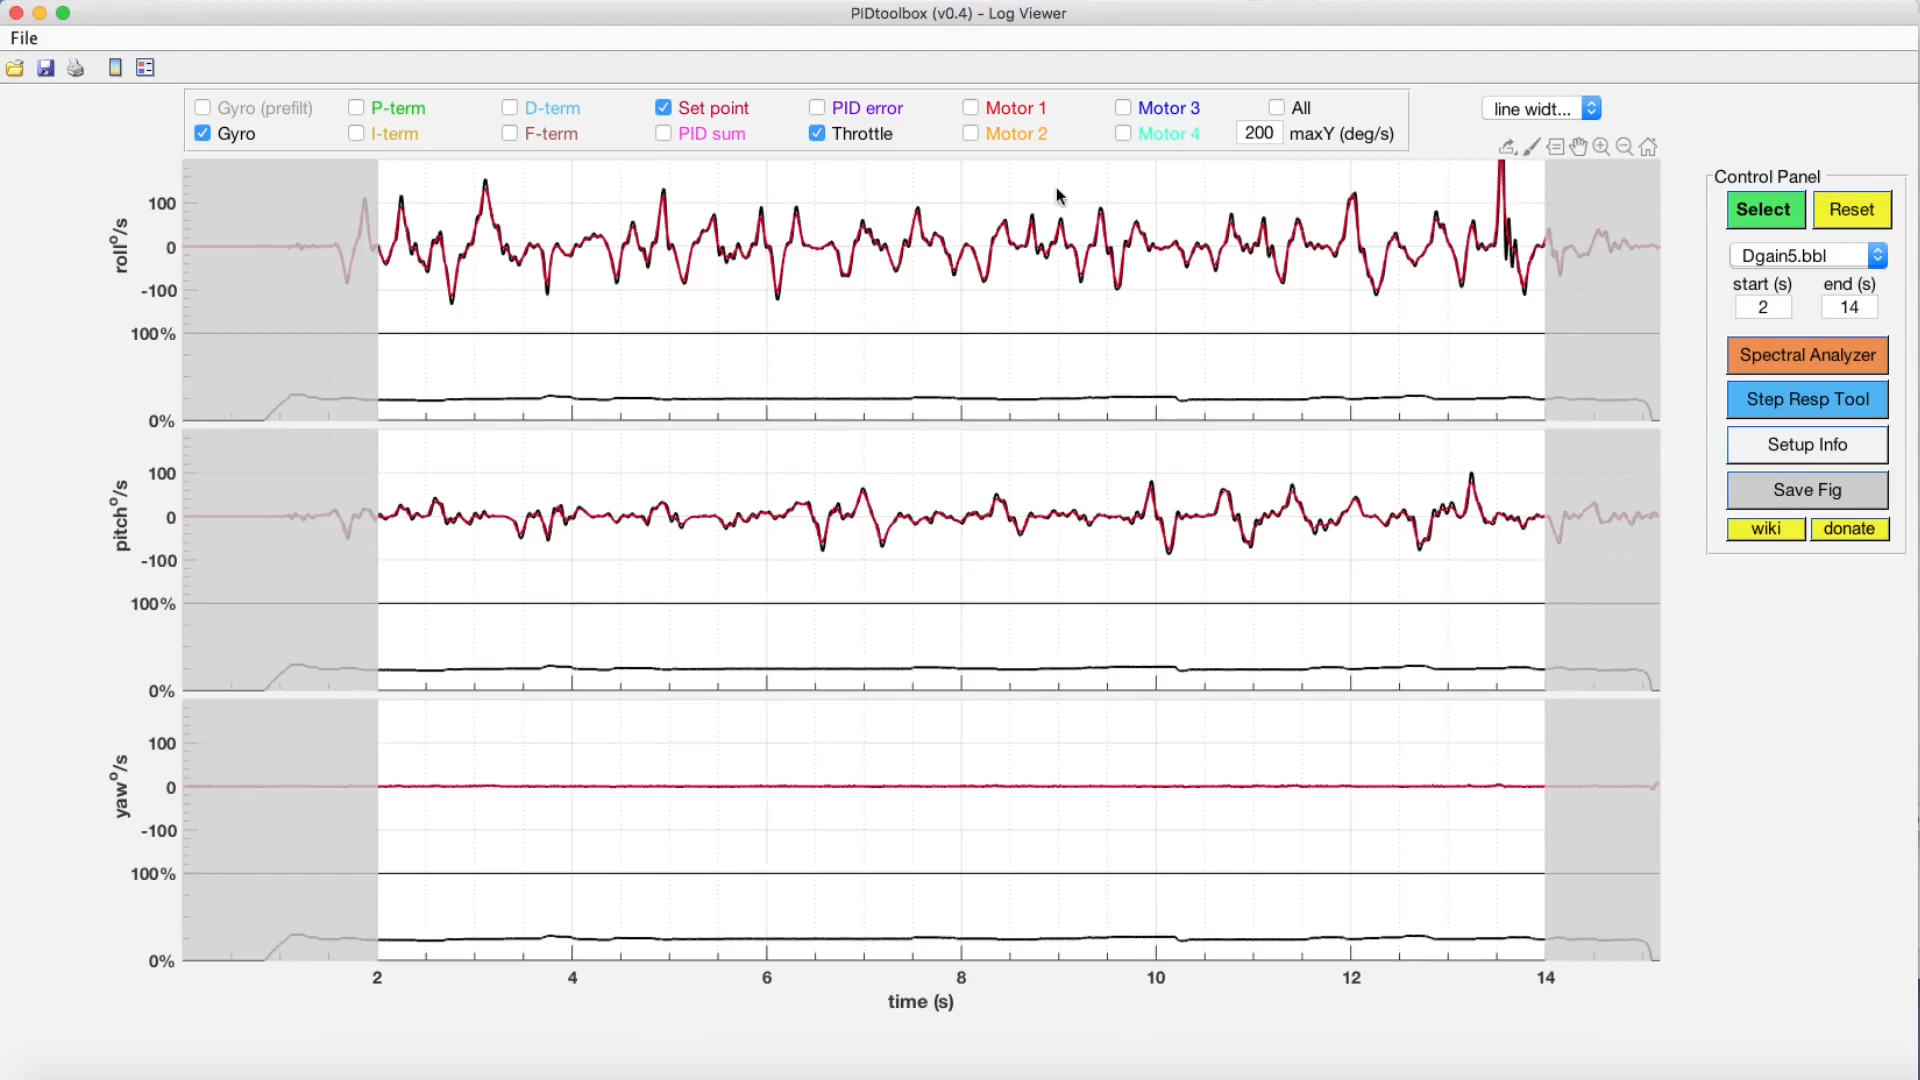 PIDtoolbox (v0.4) - Log Viewer
File
Gyro (prefilt) P-term D-term Set point PID error Motor 1 Motor 3 All
Gyro I-term F-term PID sum Throttle Motor 2 Motor 4 200 maxY (deg/s)
line widt...
Control Panel
Select Reset
Dgain5.bbl
start (s) end (s)
2 14
Spectral Analyzer
Step Resp Tool
Setup Info
Save Fig
wiki donate
roll°/s
100
0
-100
100%
0%
pitch°/s
100
0
-100
100%
0%
yaw°/s
100
0
-100
100%
0%
2 4 6 8 10 12 14
time (s)